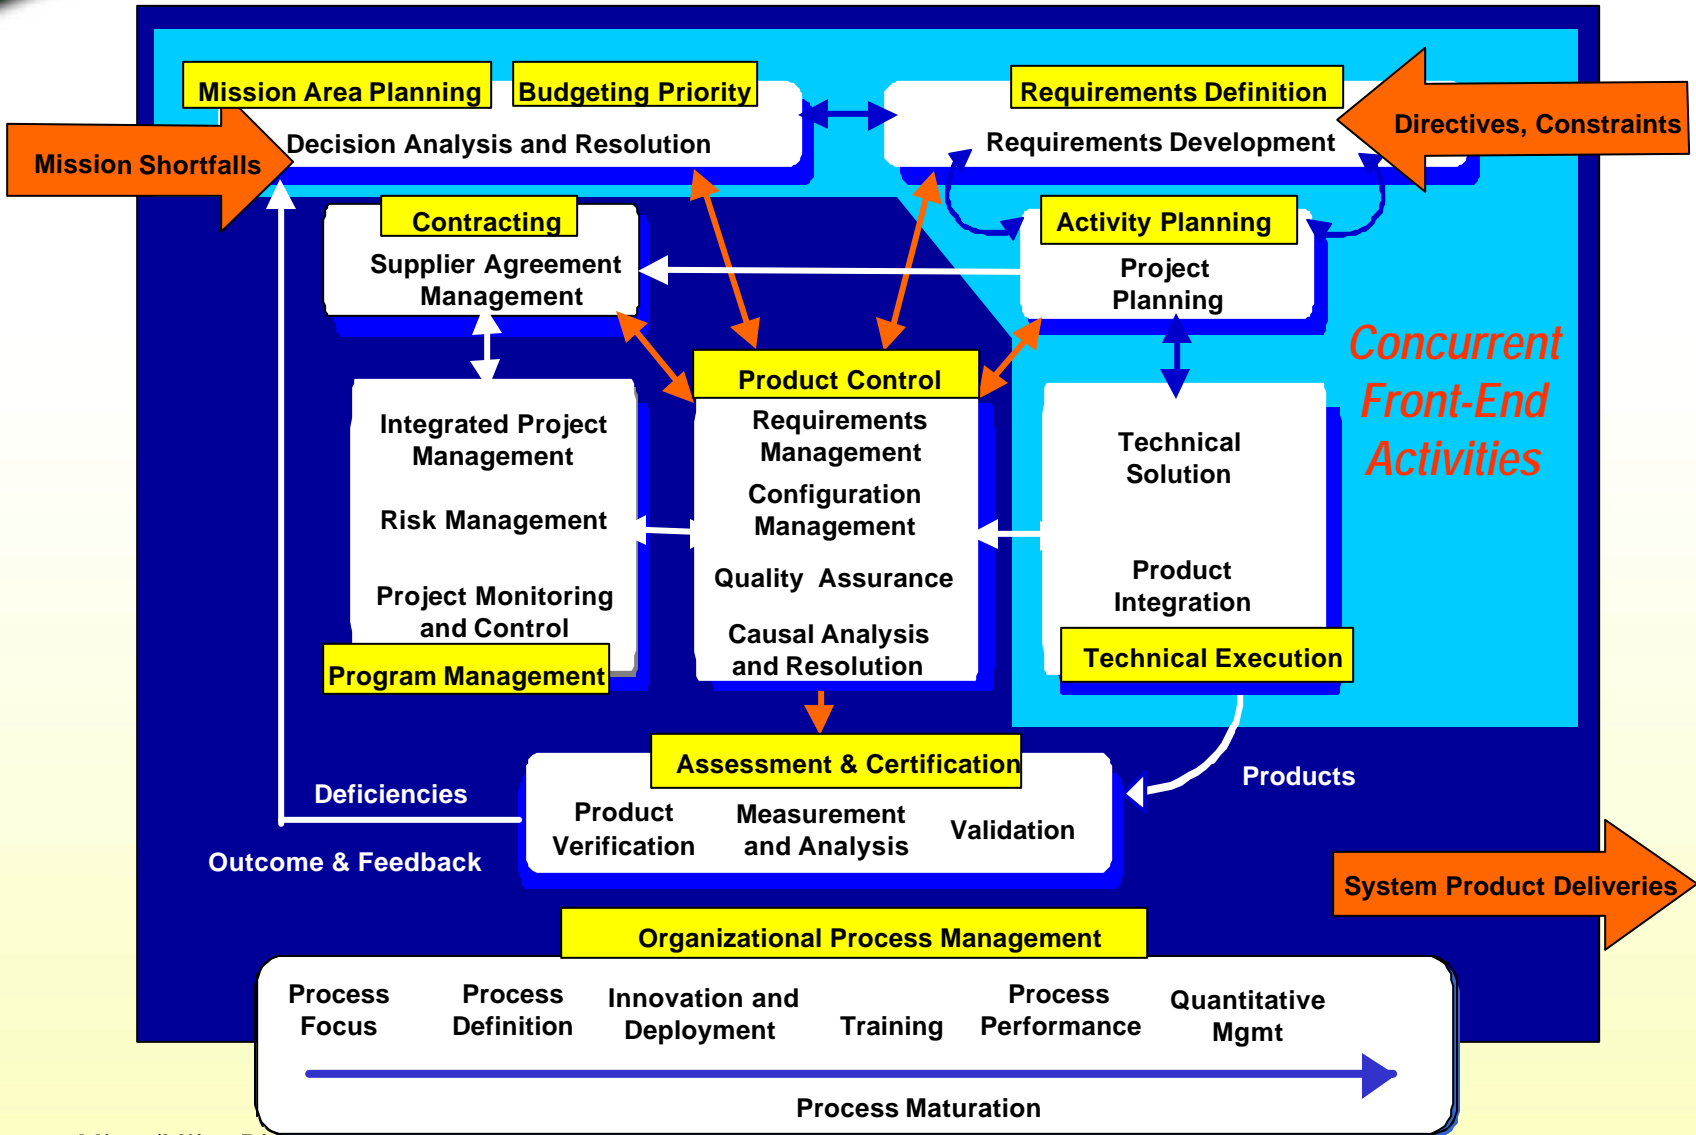 Mission Area Planning
Budgeting Priority
Requirements Definition
Directives, Constraints
Decision Analysis and Resolution
Requirements Development
Mission Shortfalls
Contracting
Activity Planning
Supplier Agreement
Management
Project
Planning
Concurrent
Front-End
Activities
Product Control
Integrated Project
Management
Risk Management
Project Monitoring
and Control
Program Management
Requirements
Management
Configuration
Management
Quality Assurance
Causal Analysis
and Resolution
Technical
Solution
Product
Integration
Technical Execution
Assessment & Certification
Products
Deficiencies
Product
Verification
Measurement
and Analysis
Validation
Outcome & Feedback
System Product Deliveries
Organizational Process Management
Process
Focus
Process
Definition
Innovation and
Deployment
Training
Process
Performance
Quantitative
Mgmt
Process Maturation